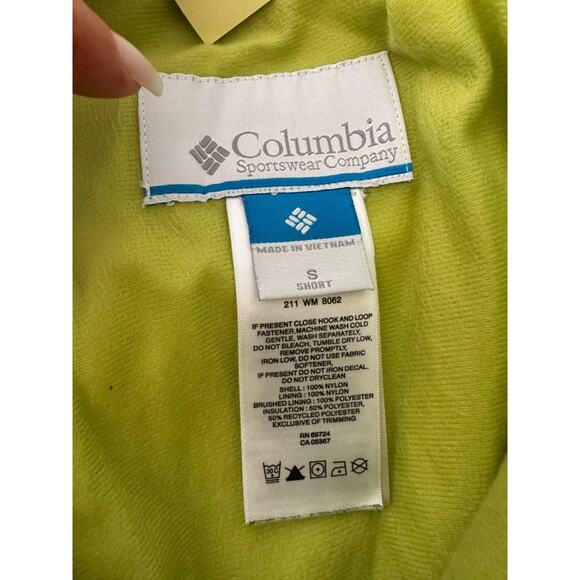 Columbia
Sportswear Company
MADE IN VIETNAM
S
SHORT
211 WM 8062
IF PRESENT CLOSE HOOK AND LOOP
FASTENER,MACHINE WASH COLD
GENTLE, WASH SEPARATELY,
DO NOT BLEACH, TUMBLE DRY LOW,
REMOVE PROMPTLY,
IRON LOW, DO NOT USE FABRIC
SOFTENER,
IF PRESENT DO NOT IRON DECAL,
DO NOT DRYCLEAN
SHELL : 100% NYLON
LINING : 100% NYLON
BRUSHED LINING : 100% POLYESTER
INSULATION : 50% POLYESTER,
50% RECYCLED POLYESTER
EXCLUSIVE OF TRIMMING
RN 69724
CA 05367
30 C